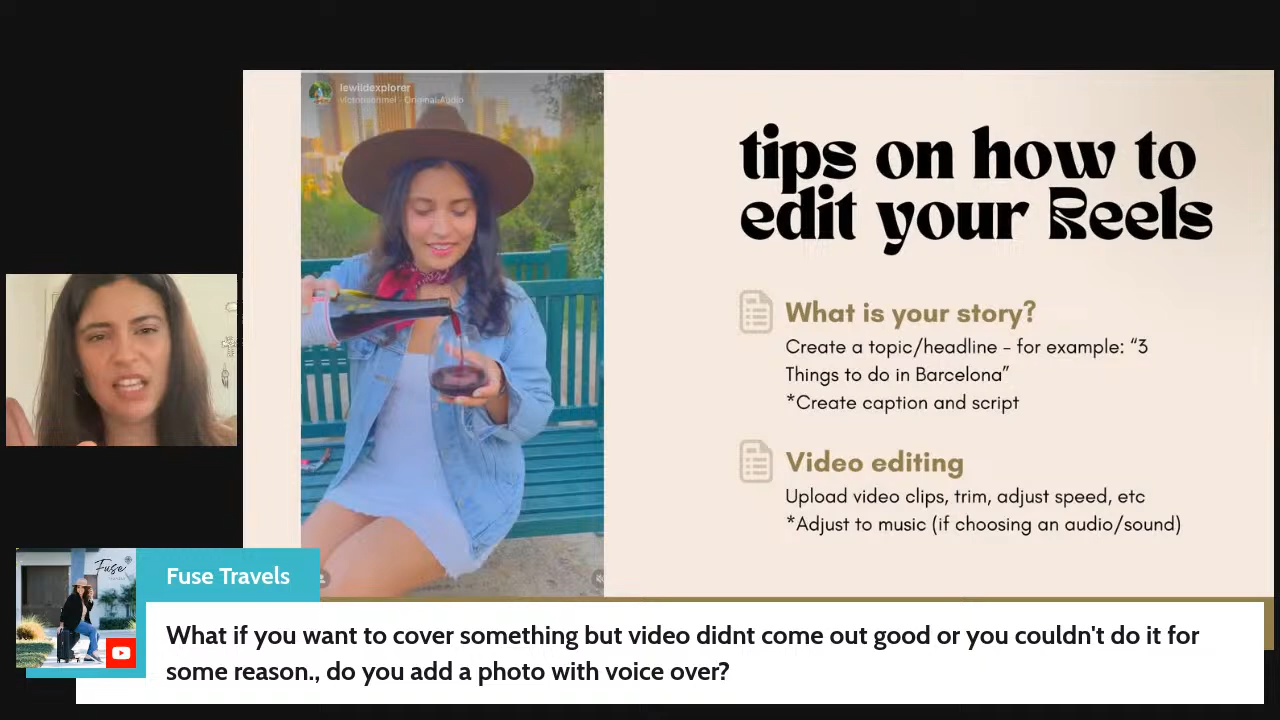 lewildexplorer
tips on how to
edit your Reels
What is your story?
Create a topic/headline – for example: “3
Things to do in Barcelona”
*Create caption and script
Video editing
Upload video clips, trim, adjust speed, etc
*Adjust to music (if choosing an audio/sound)
Fuse
Fuse Travels
What if you want to cover something but video didnt come out good or you couldn't do it for
some reason., do you add a photo with voice over?